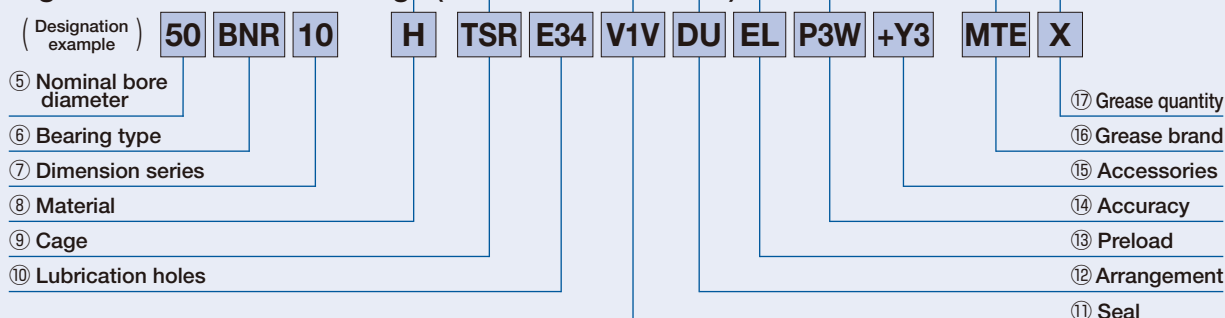 ( Designation example ) 50 BNR 10 H TSR E34 V1V DU EL P3W +Y3 MTE X
⑤ Nominal bore
diameter
⑰ Grease quantity
⑥ Bearing type
⑯ Grease brand
⑦ Dimension series
⑮ Accessories
⑧ Material
⑭ Accuracy
⑨ Cage
⑬ Preload
⑩ Lubrication holes
⑫ Arrangement
⑪ Seal